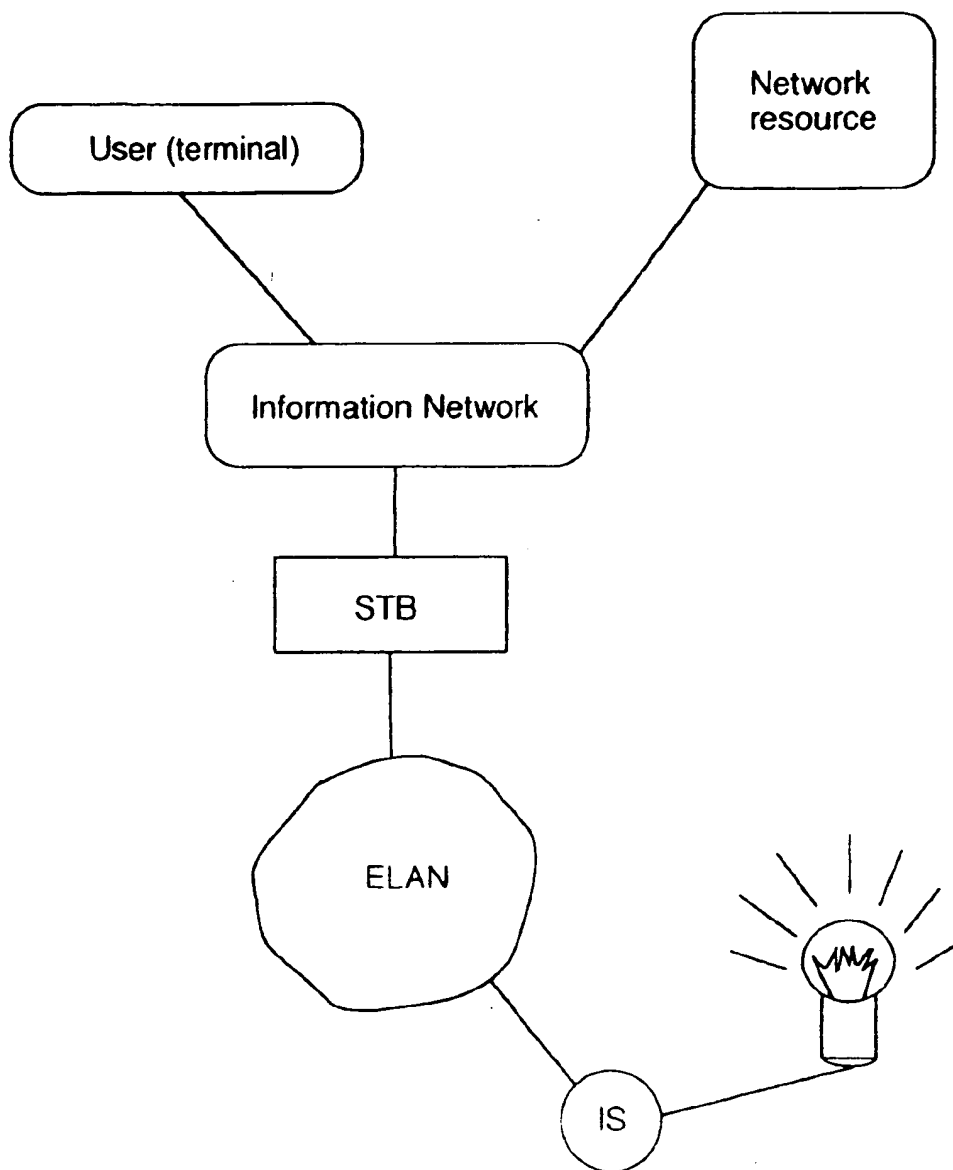 User (terminal)
Network
resource
Information Network
STB
ELAN
IS